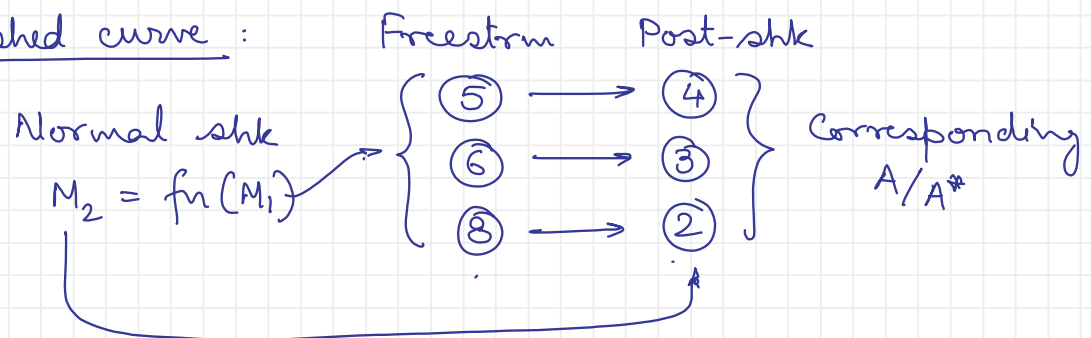 shed curve : Freestrm Post-shk
Normal shk
M₂ = fn (M₁)
5 → 4
6 → 3
8 → 2
Corresponding
A/A*